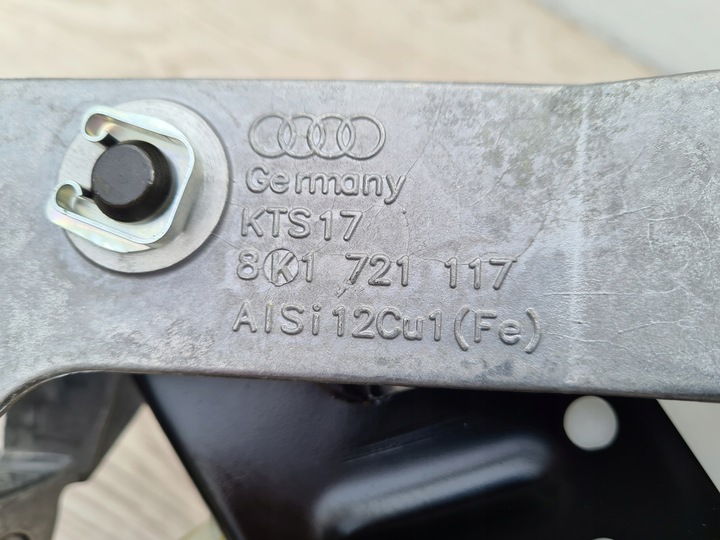 Germany
KTS17
8K1 721 117
AlSi12Cu1(Fe)